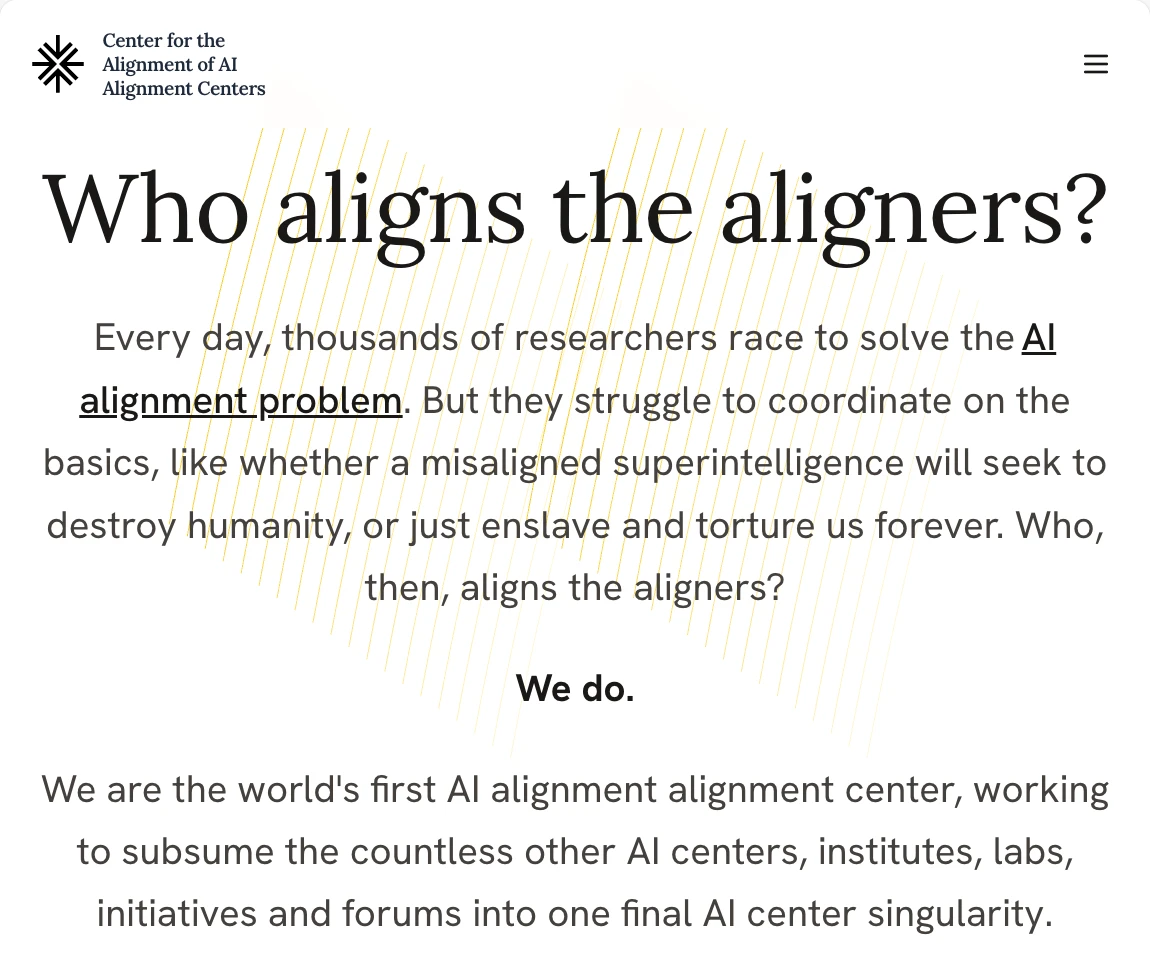 Center for the
Alignment of AI
Alignment Centers
Who aligns the aligners?
Every day, thousands of researchers race to solve the AI
alignment problem. But they struggle to coordinate on the
basics, like whether a misaligned superintelligence will seek to
destroy humanity, or just enslave and torture us forever. Who,
then, aligns the aligners?
We do.
We are the world's first AI alignment alignment center, working
to subsume the countless other AI centers, institutes, labs,
initiatives and forums into one final AI center singularity.